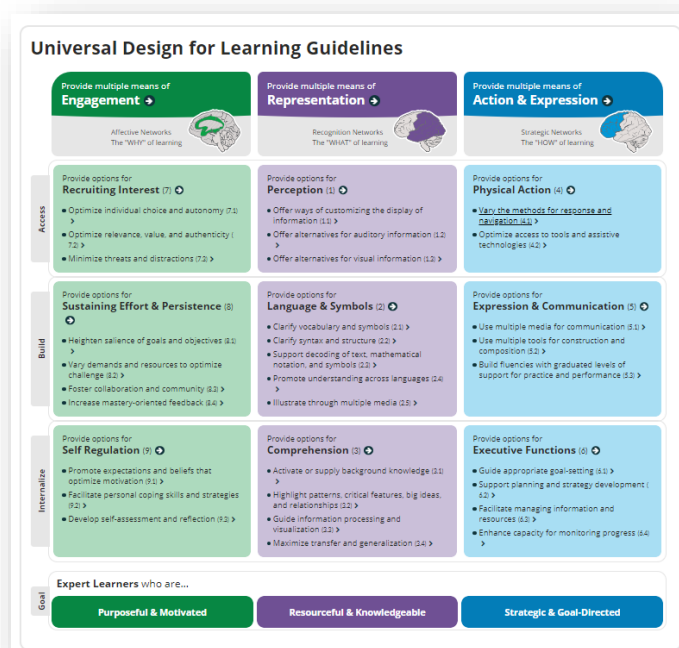 Universal Design for Learning Guidelines
Provide multiple means of
Engagement
Affective Networks
The "WHY" of learning
Provide multiple means of
Representation
Recognition Networks
The "WHAT" of learning
Provide multiple means of
Action & Expression
Strategic Networks
The "HOW" of learning
Access
Provide options for
Recruiting Interest (7)
• Optimize individual choice and autonomy (7.1) >
• Optimize relevance, value, and authenticity (
7.2) >
• Minimize threats and distractions (7.3) >
Provide options for
Perception (1)
• Offer ways of customizing the display of
information (1.1) >
• Offer alternatives for auditory information (1.2)
>
• Offer alternatives for visual information (1.3) >
Provide options for
Physical Action (4)
• Vary the methods for response and
navigation (4.1) >
• Optimize access to tools and assistive
technologies (4.2) >
Build
Provide options for
Sustaining Effort & Persistence (8)
• Heighten salience of goals and objectives (8.1)
>
• Vary demands and resources to optimize
challenge (8.2) >
• Foster collaboration and community (8.3) >
• Increase mastery-oriented feedback (8.4) >
Provide options for
Language & Symbols (2)
• Clarify vocabulary and symbols (2.1) >
• Clarify syntax and structure (2.2) >
• Support decoding of text, mathematical
notation, and symbols (2.3) >
• Promote understanding across languages (2.4)
>
• Illustrate through multiple media (2.5) >
Provide options for
Expression & Communication (5)
• Use multiple media for communication (5.1) >
• Use multiple tools for construction and
composition (5.2) >
• Build fluencies with graduated levels of
support for practice and performance (5.3) >
Internalize
Provide options for
Self Regulation (9)
• Promote expectations and beliefs that
optimize motivation (9.1) >
• Facilitate personal coping skills and strategies
(9.2) >
• Develop self-assessment and reflection (9.3) >
Provide options for
Comprehension (3)
• Activate or supply background knowledge (3.1)
>
• Highlight patterns, critical features, big ideas,
and relationships (3.2) >
• Guide information processing and
visualization (3.3) >
• Maximize transfer and generalization (3.4) >
Provide options for
Executive Functions (6)
• Guide appropriate goal-setting (6.1) >
• Support planning and strategy development (
6.2) >
• Facilitate managing information and
resources (6.3) >
• Enhance capacity for monitoring progress (6.4)
>
Goal
Expert Learners who are...
Purposeful & Motivated
Resourceful & Knowledgeable
Strategic & Goal-Directed